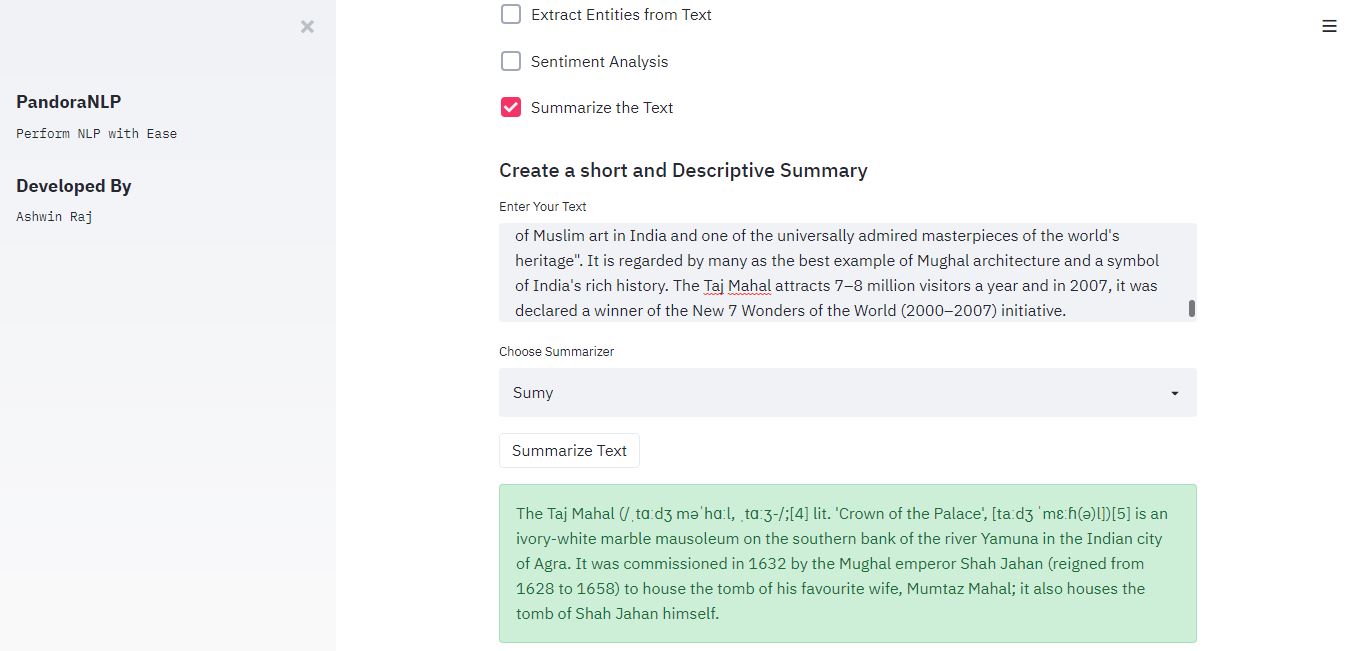 PandoraNLP
Perform NLP with Ease
Developed By
Ashwin Raj
Extract Entities from Text
Sentiment Analysis
Summarize the Text
Create a short and Descriptive Summary
Enter Your Text
of Muslim art in India and one of the universally admired masterpieces of the world's
heritage". It is regarded by many as the best example of Mughal architecture and a symbol
of India's rich history. The Taj Mahal attracts 7–8 million visitors a year and in 2007, it was
declared a winner of the New 7 Wonders of the World (2000–2007) initiative.
Choose Summarizer
Sumy
Summarize Text
The Taj Mahal (/ˌtɑːdʒ məˈhɑːl, ˌtɑːʒ-/;[4] lit. 'Crown of the Palace', [taːdʒ ˈmɛːɦ(ə)l])[5] is an
ivory-white marble mausoleum on the southern bank of the river Yamuna in the Indian city
of Agra. It was commissioned in 1632 by the Mughal emperor Shah Jahan (reigned from
1628 to 1658) to house the tomb of his favourite wife, Mumtaz Mahal; it also houses the
tomb of Shah Jahan himself.